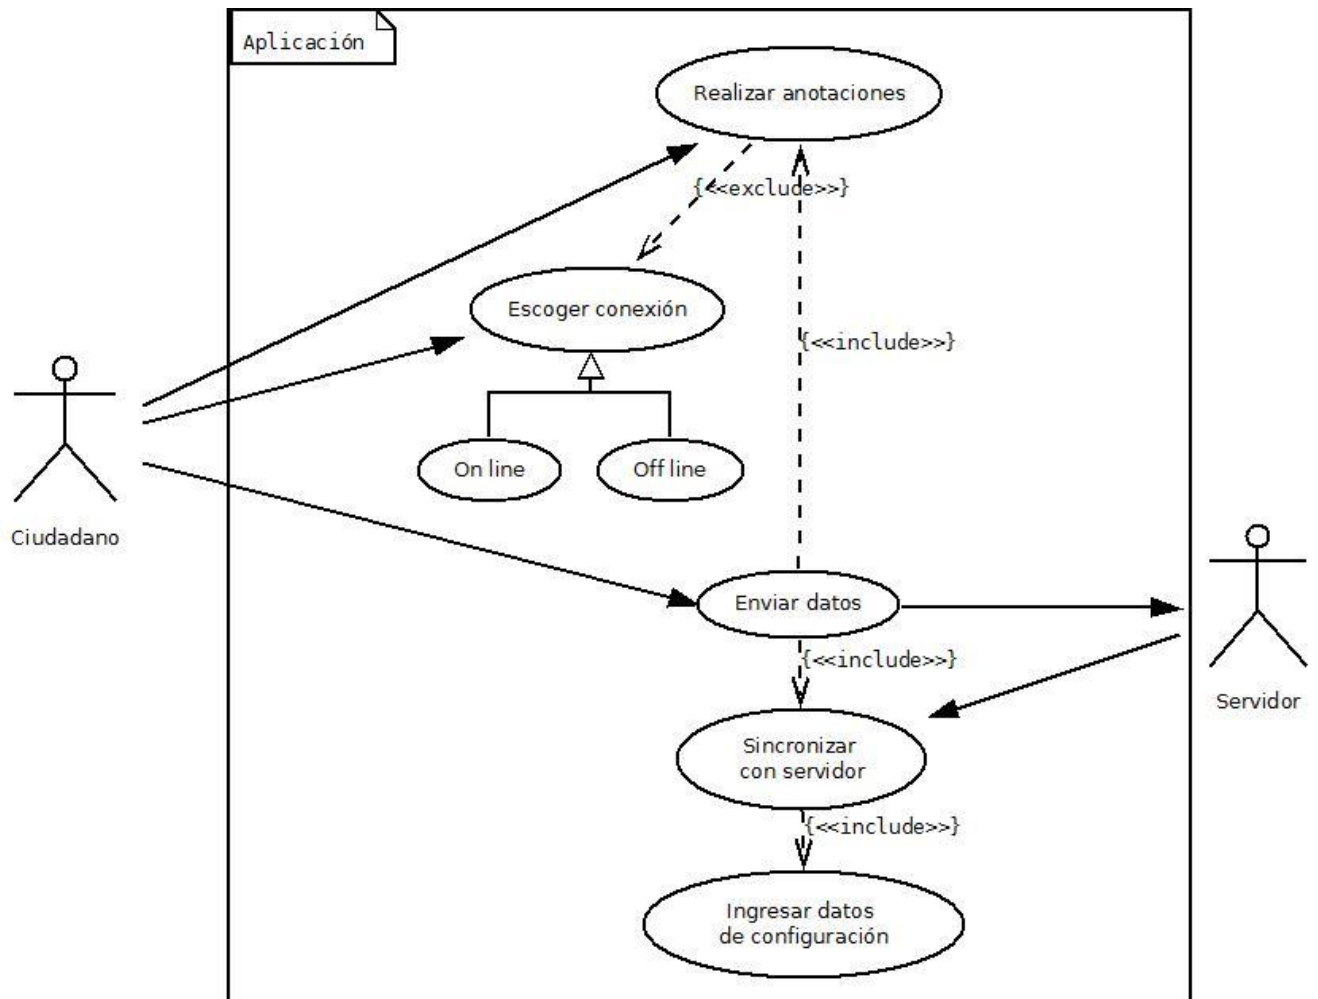 Aplicación
Realizar anotaciones
{<<exclude>>}
Escoger conexión
{<<include>>}
On line
Off line
Ciudadano
Enviar datos
{<<include>>}
Servidor
Sincronizar
con servidor
{<<include>>}
Ingresar datos
de configuración